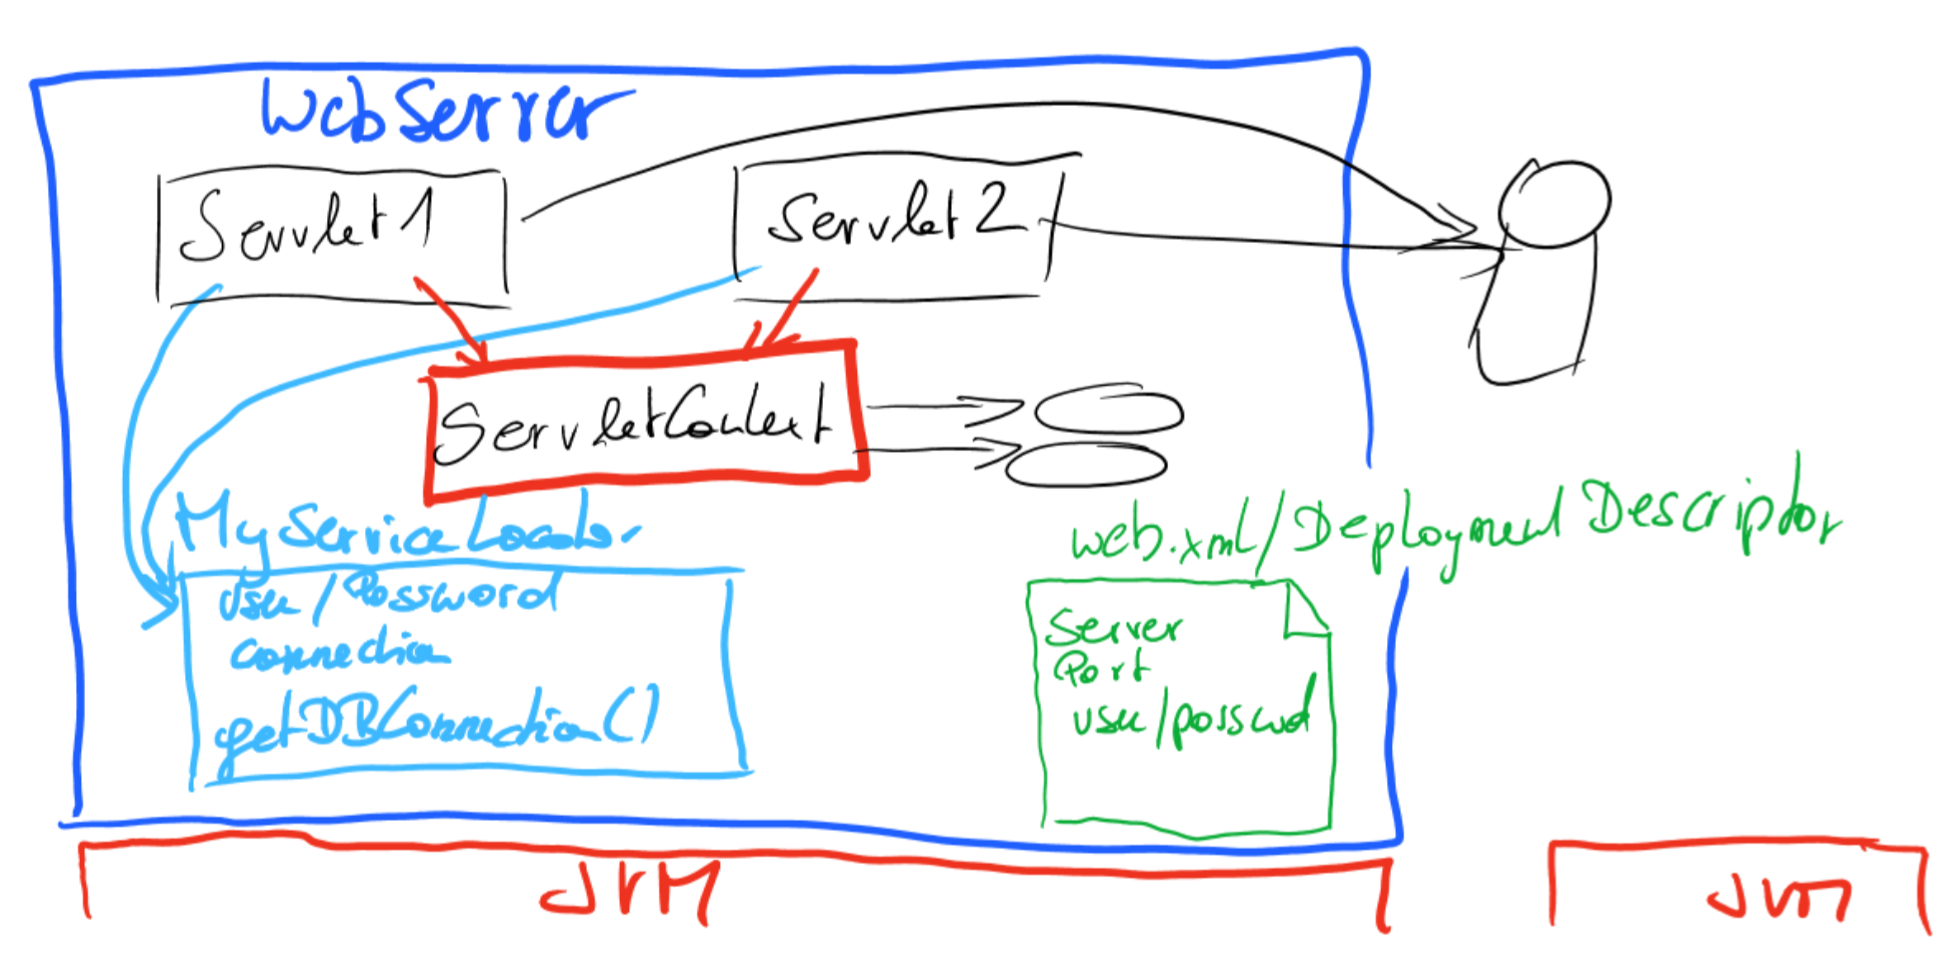 WebServer
Servlet1
Servlet2
ServletContext
MyServiceLocator
User/Password
connection
getDBConnection()
web.xml/Deployment Descriptor
Server
Port
user/passwd
JVM
JVM